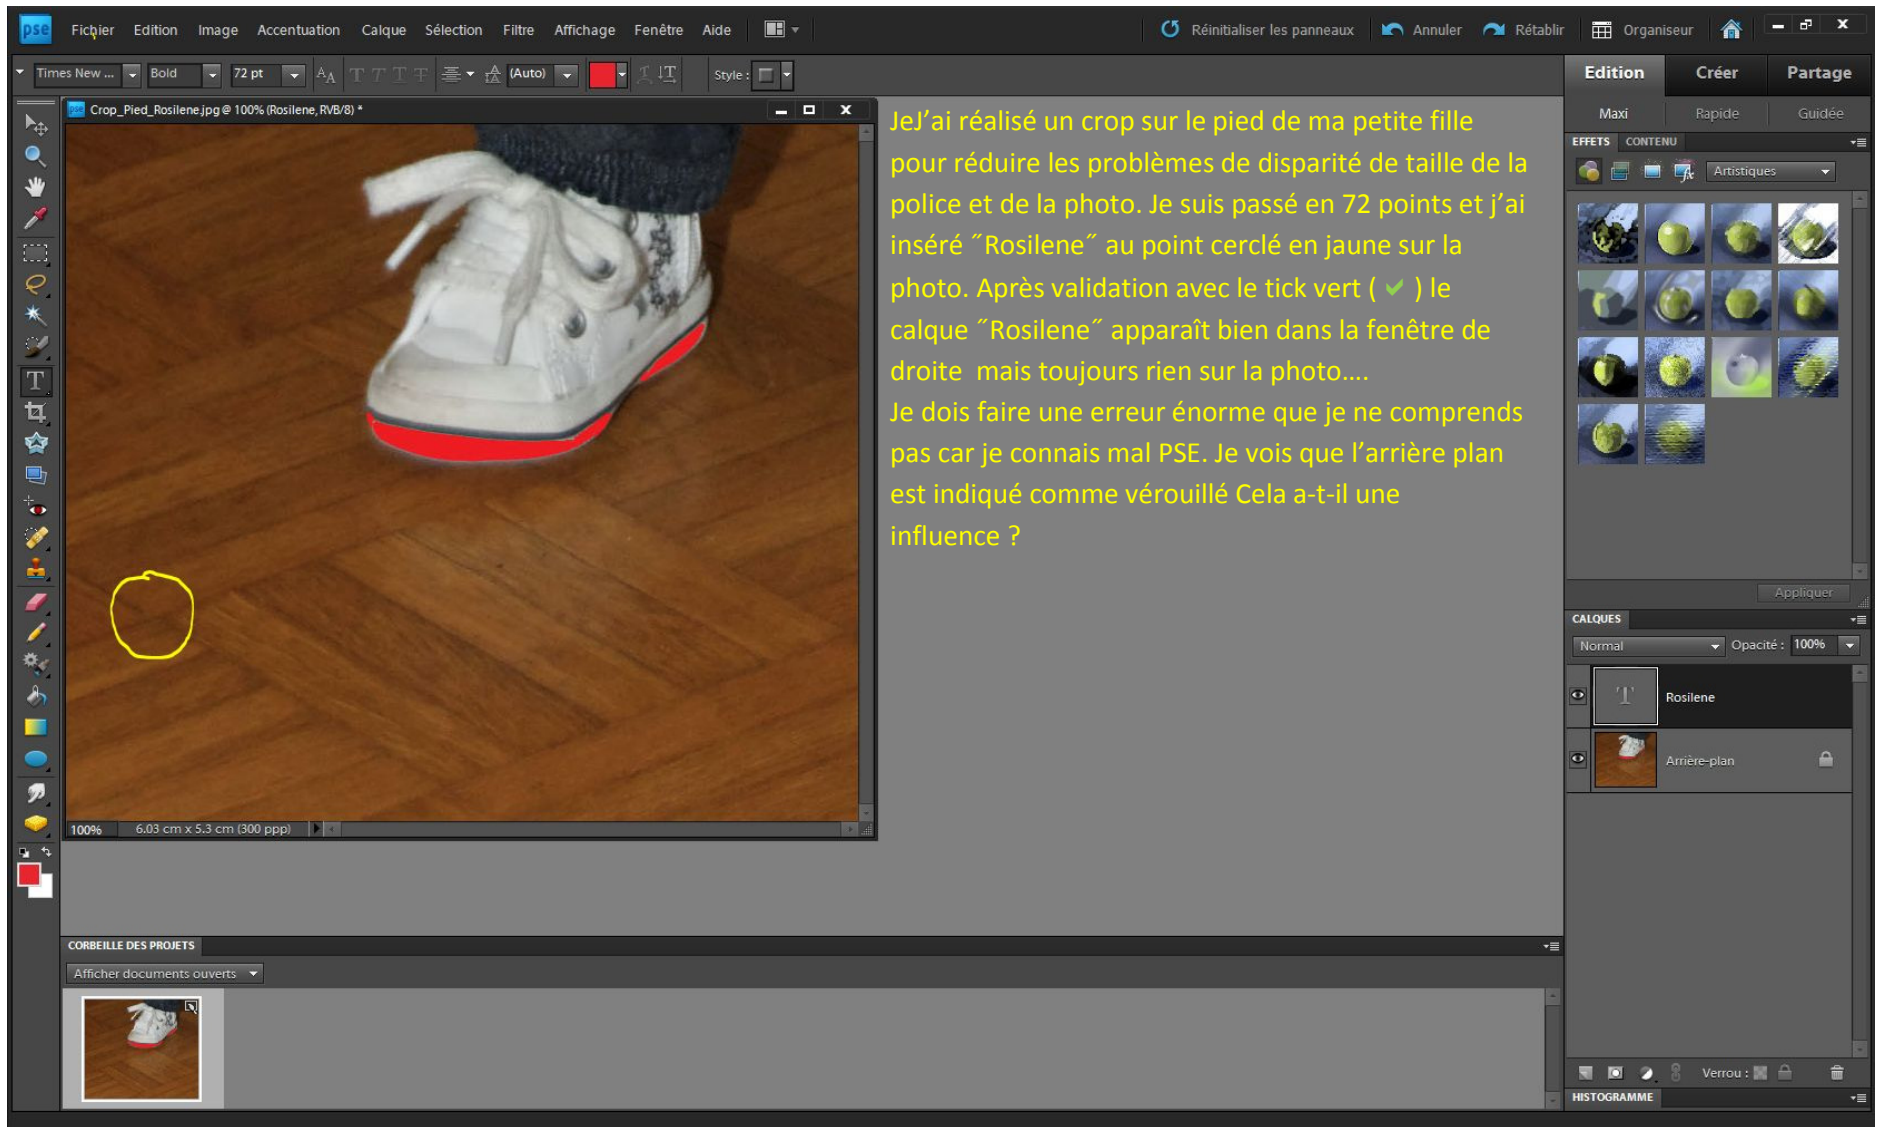 pse Fichier Edition Image Accentuation Calque Sélection Filtre Affichage Fenêtre Aide Réinitialiser les panneaux Annuler Rétablir Organiseur X
Times New ... Bold 72 pt (Auto) Style :
Edition Créer Partage
Maxi Rapide Guidée
Crop_Pied_Rosilene.jpg @ 100% (Rosilene, RVB/8) *
JeJ’ai réalisé un crop sur le pied de ma petite fille
pour réduire les problèmes de disparité de taille de la
police et de la photo. Je suis passé en 72 points et j’ai
inséré ˝Rosilene˝ au point cerclé en jaune sur la
photo. Après validation avec le tick vert ( ✔ ) le
calque ˝Rosilene˝ apparaît bien dans la fenêtre de
droite mais toujours rien sur la photo….
Je dois faire une erreur énorme que je ne comprends
pas car je connais mal PSE. Je vois que l’arrière plan
est indiqué comme vérouillé Cela a-t-il une
influence ?
EFFETS CONTENU
Artistiques
Appliquer
CALQUES
Normal Opacité : 100%
T Rosilene
Arrière-plan
100% 6.03 cm x 5.3 cm (300 ppp)
CORBEILLE DES PROJETS
Afficher documents ouverts
Verrou :
HISTOGRAMME